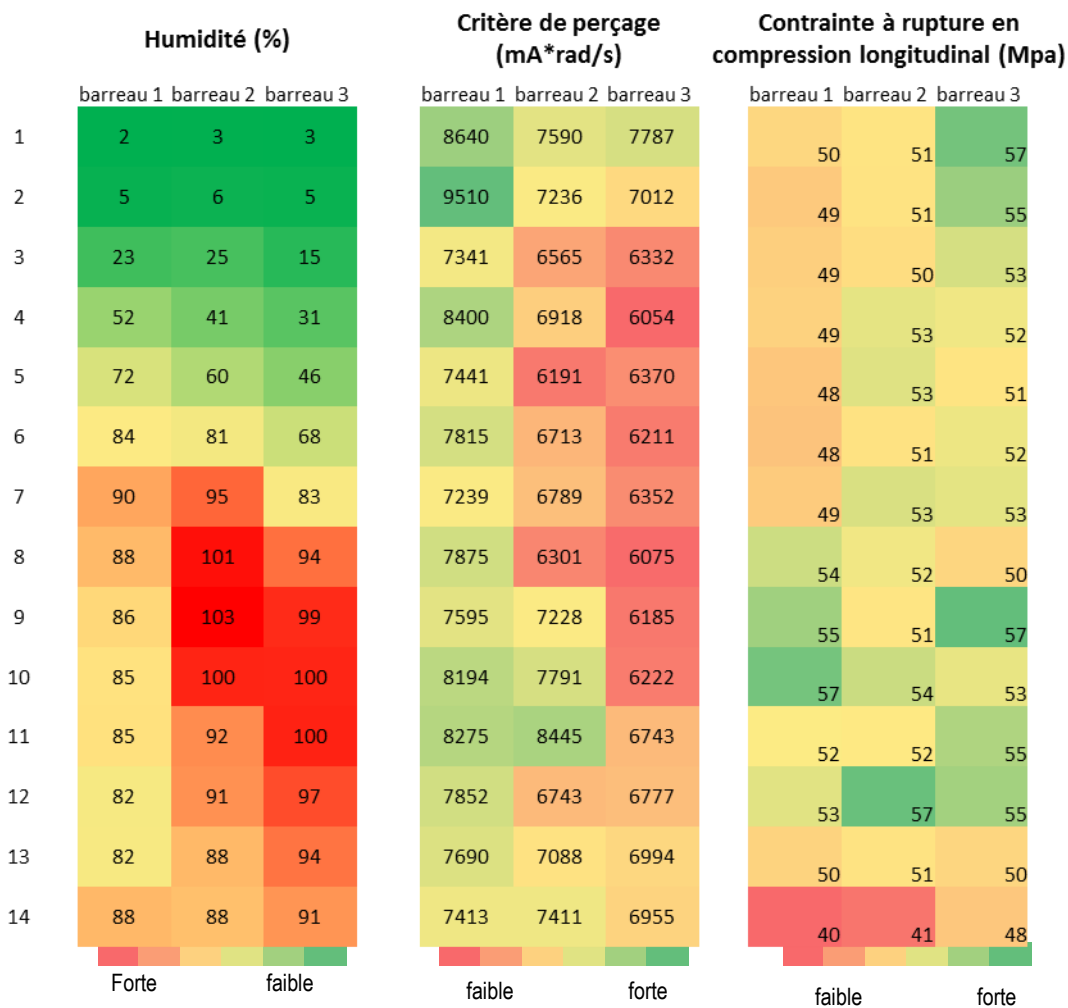 Humidité (%) Critère de perçage (mA*rad/s) Contrainte à rupture en compression longitudinal (Mpa)
barreau 1 barreau 2 barreau 3 barreau 1 barreau 2 barreau 3 barreau 1 barreau 2 barreau 3
1 2 3 3 8640 7590 7787 50 51 57
2 5 6 5 9510 7236 7012 49 51 55
3 23 25 15 7341 6565 6332 49 50 53
4 52 41 31 8400 6918 6054 49 53 52
5 72 60 46 7441 6191 6370 48 53 51
6 84 81 68 7815 6713 6211 48 51 52
7 90 95 83 7239 6789 6352 49 53 53
8 88 101 94 7875 6301 6075 54 52 50
9 86 103 99 7595 7228 6185 55 51 57
10 85 100 100 8194 7791 6222 57 54 53
11 85 92 100 8275 8445 6743 52 52 55
12 82 91 97 7852 6743 6777 53 57 55
13 82 88 94 7690 7088 6994 50 51 50
14 88 88 91 7413 7411 6955 40 41 48
Forte faible faible forte faible forte